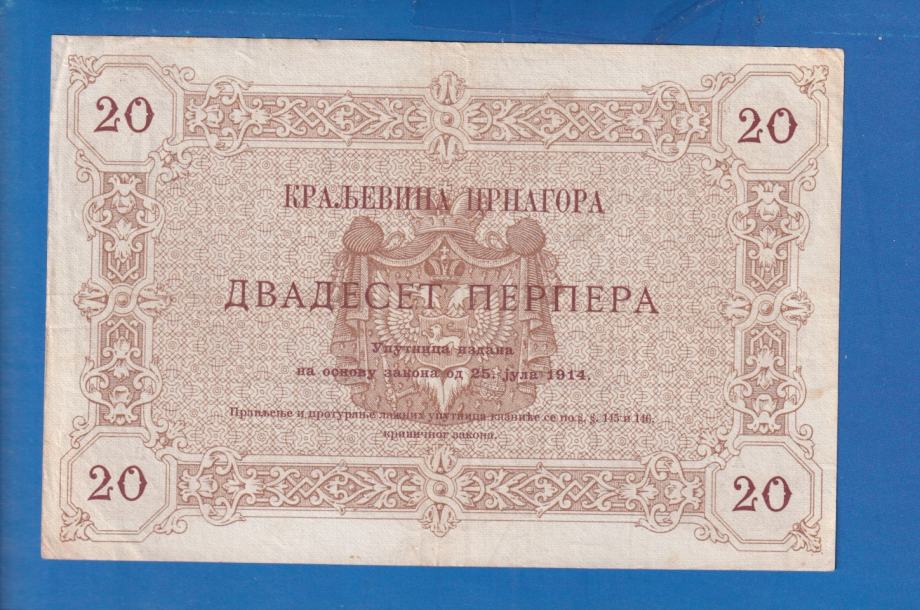 20 20
КРАЉЕВИНА ЦРНАГОРА
ДВАДЕСЕТ ПЕРПЕРА
Упутница издана
на основу закона од 25. јула 1914.
Прављење и протурање лажних упутница казниће се по §. §. 145 и 146.
кривичног закона.
20 20